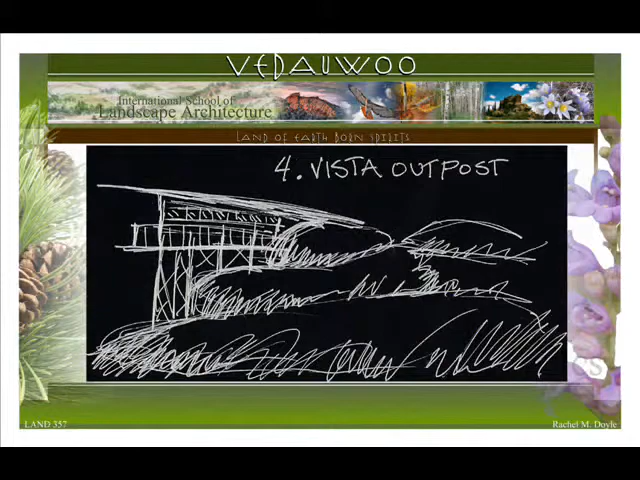 VEDAUWOO
International School of
Landscape Architecture
LAND OF EARTH BORN SPIRITS
4. VISTA OUTPOST
LAND 357
Rachel M. Doyle